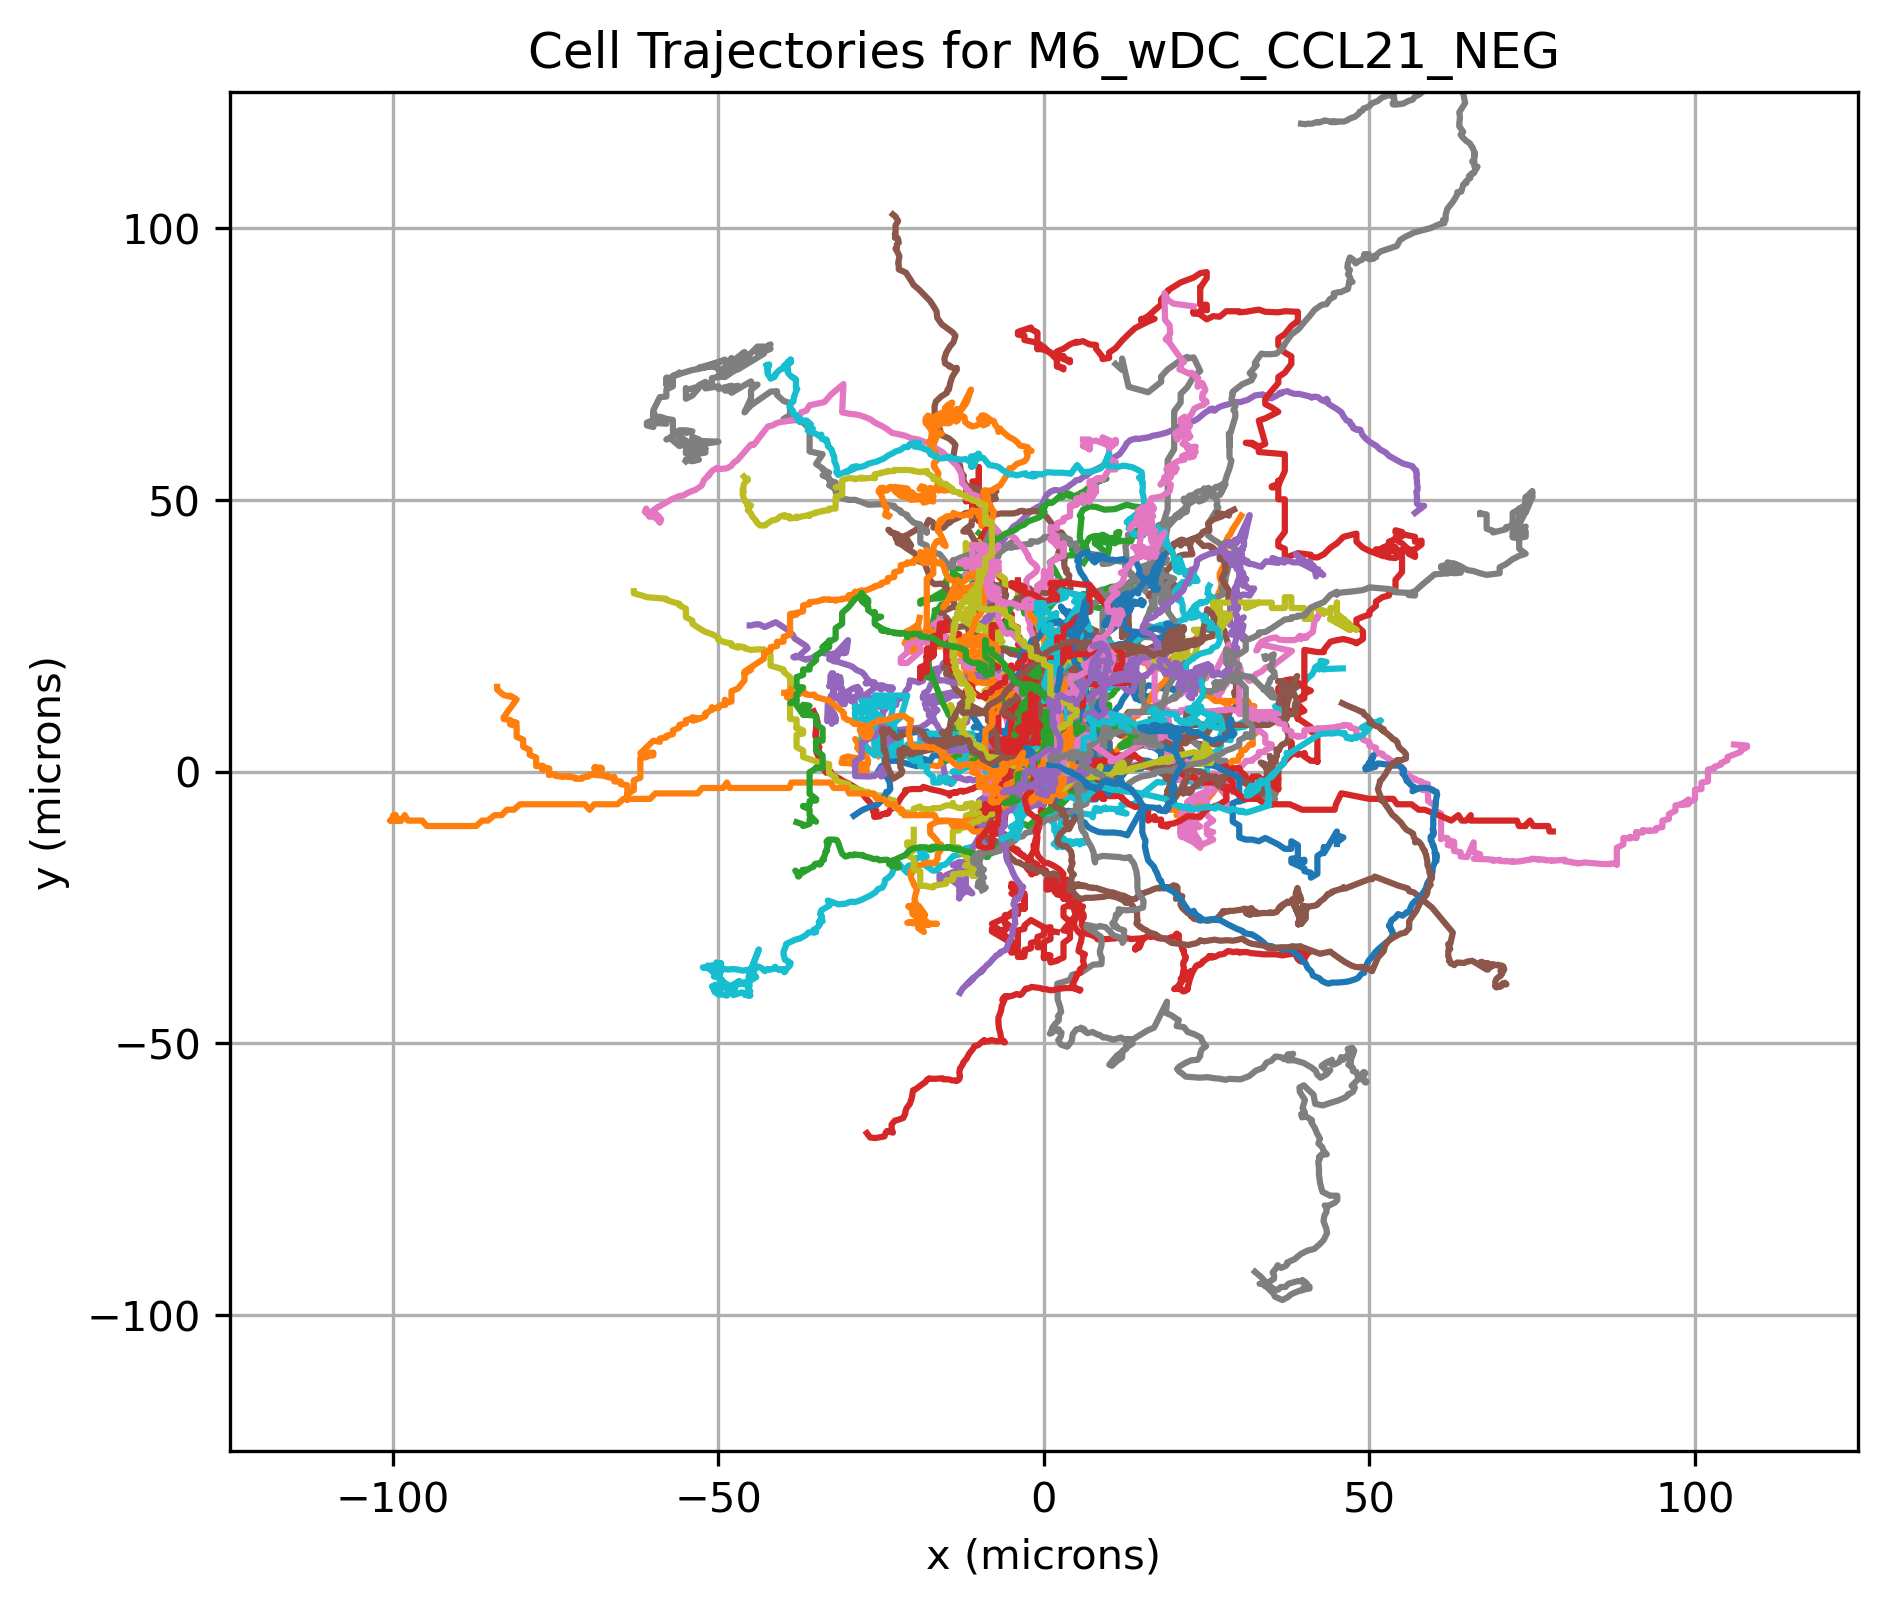 Cell Trajectories for M6_wDC_CCL21_NEG
100
50
0
−50
−100
y (microns)
−100 −50 0 50 100
x (microns)